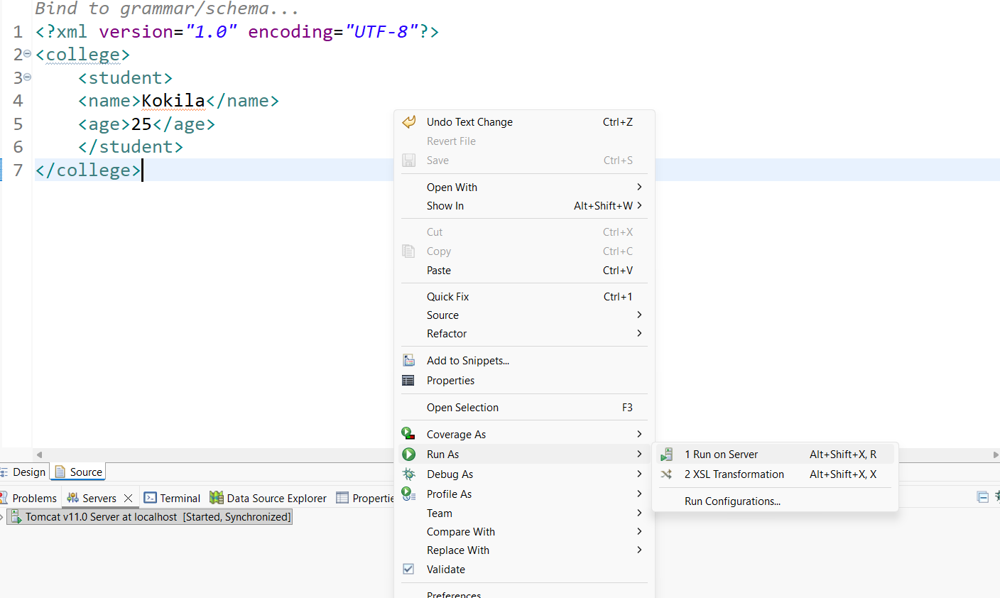 Bind to grammar/schema...
1 <?xml version="1.0" encoding="UTF-8"?>
2 <college>
3 <student>
4 <name>Kokila</name>
5 <age>25</age>
6 </student>
7 </college>
Undo Text Change Ctrl+Z
Revert File
Save Ctrl+S
Open With
Show In Alt+Shift+W
Cut Ctrl+X
Copy Ctrl+C
Paste Ctrl+V
Quick Fix Ctrl+1
Source
Refactor
Add to Snippets...
Properties
Open Selection F3
Coverage As
Run As
Debug As
Profile As
Team
Compare With
Replace With
Validate
Preferences
1 Run on Server Alt+Shift+X, R
2 XSL Transformation Alt+Shift+X, X
Run Configurations...
Design Source
Problems Servers Terminal Data Source Explorer Propertie
Tomcat v11.0 Server at localhost [Started, Synchronized]